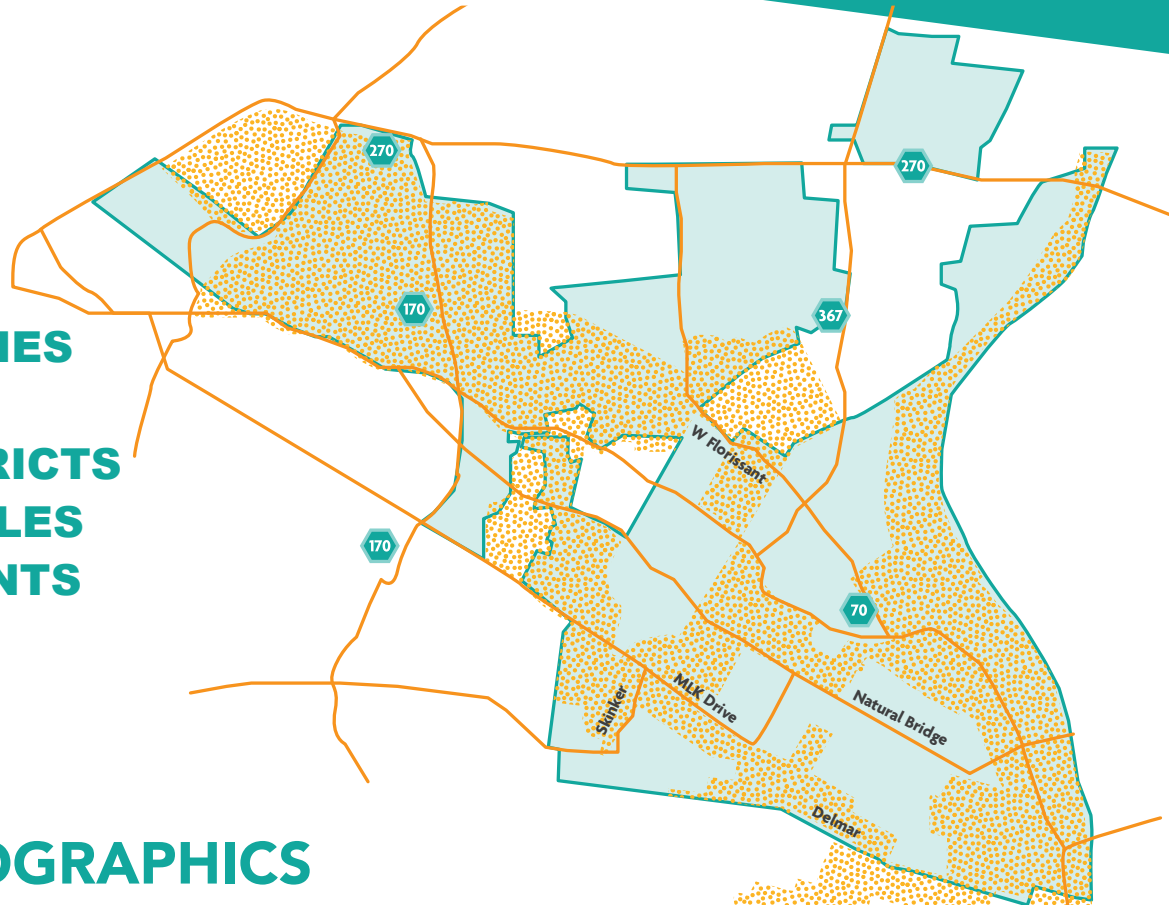 270
270
170
367
IES
W Florissant
RICTS
LES
170
NTS
70
Skinker
MLK Drive
Natural Bridge
Delmar
OGRAPHICS